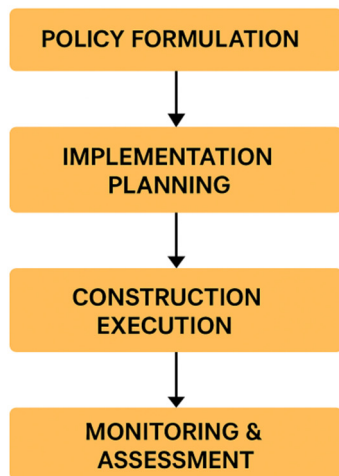 POLICY FORMULATION
IMPLEMENTATION
PLANNING
CONSTRUCTION
EXECUTION
MONITORING &
ASSESSMENT